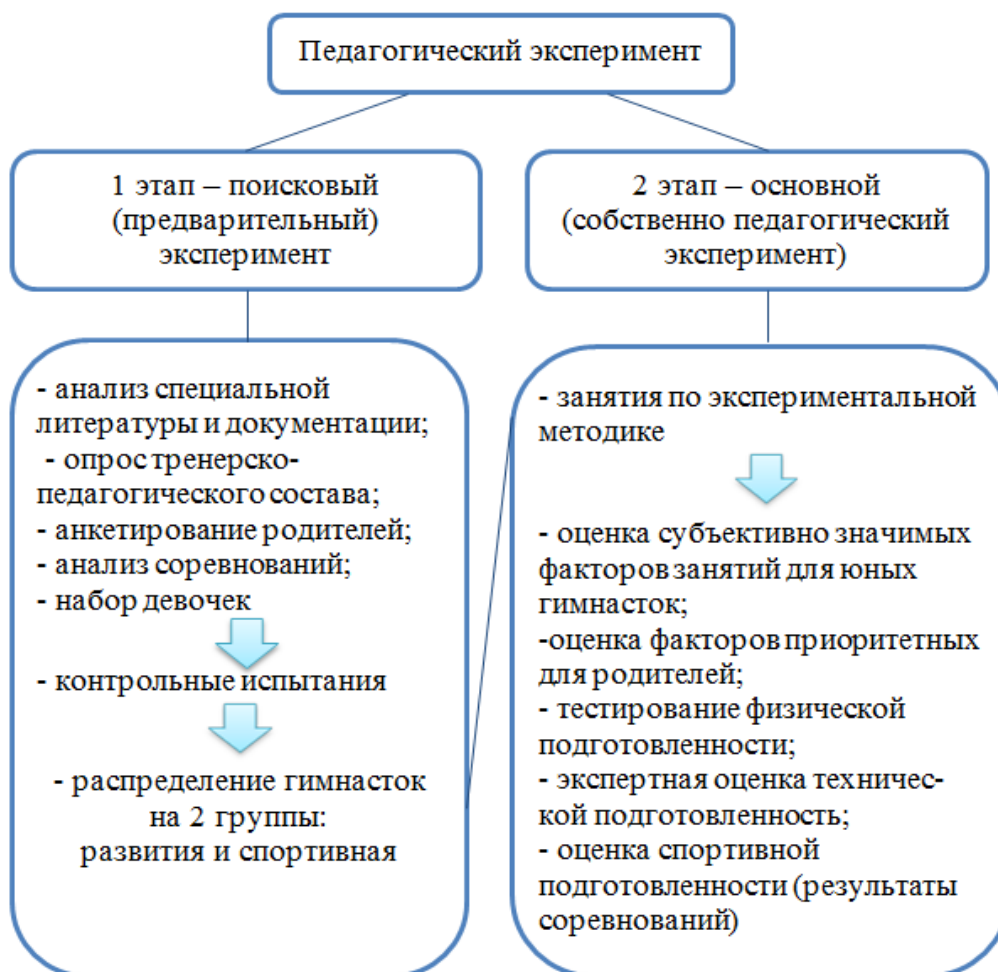 Педагогический эксперимент
1 этап – поисковый
(предварительный)
эксперимент
- анализ специальной
литературы и документации;
- опрос тренерско-
педагогического состава;
- анкетирование родителей;
- анализ соревнований;
- набор девочек
- контрольные испытания
- распределение гимнасток
на 2 группы:
развития и спортивная
2 этап – основной
(собственно педагогический
эксперимент)
- занятия по экспериментальной
методике
- оценка субъективно значимых
факторов занятий для юных
гимнасток;
-оценка факторов приоритетных
для родителей;
- тестирование физической
подготовленности;
- экспертная оценка техничес-
кой подготовленность;
- оценка спортивной
подготовленности (результаты
соревнований)